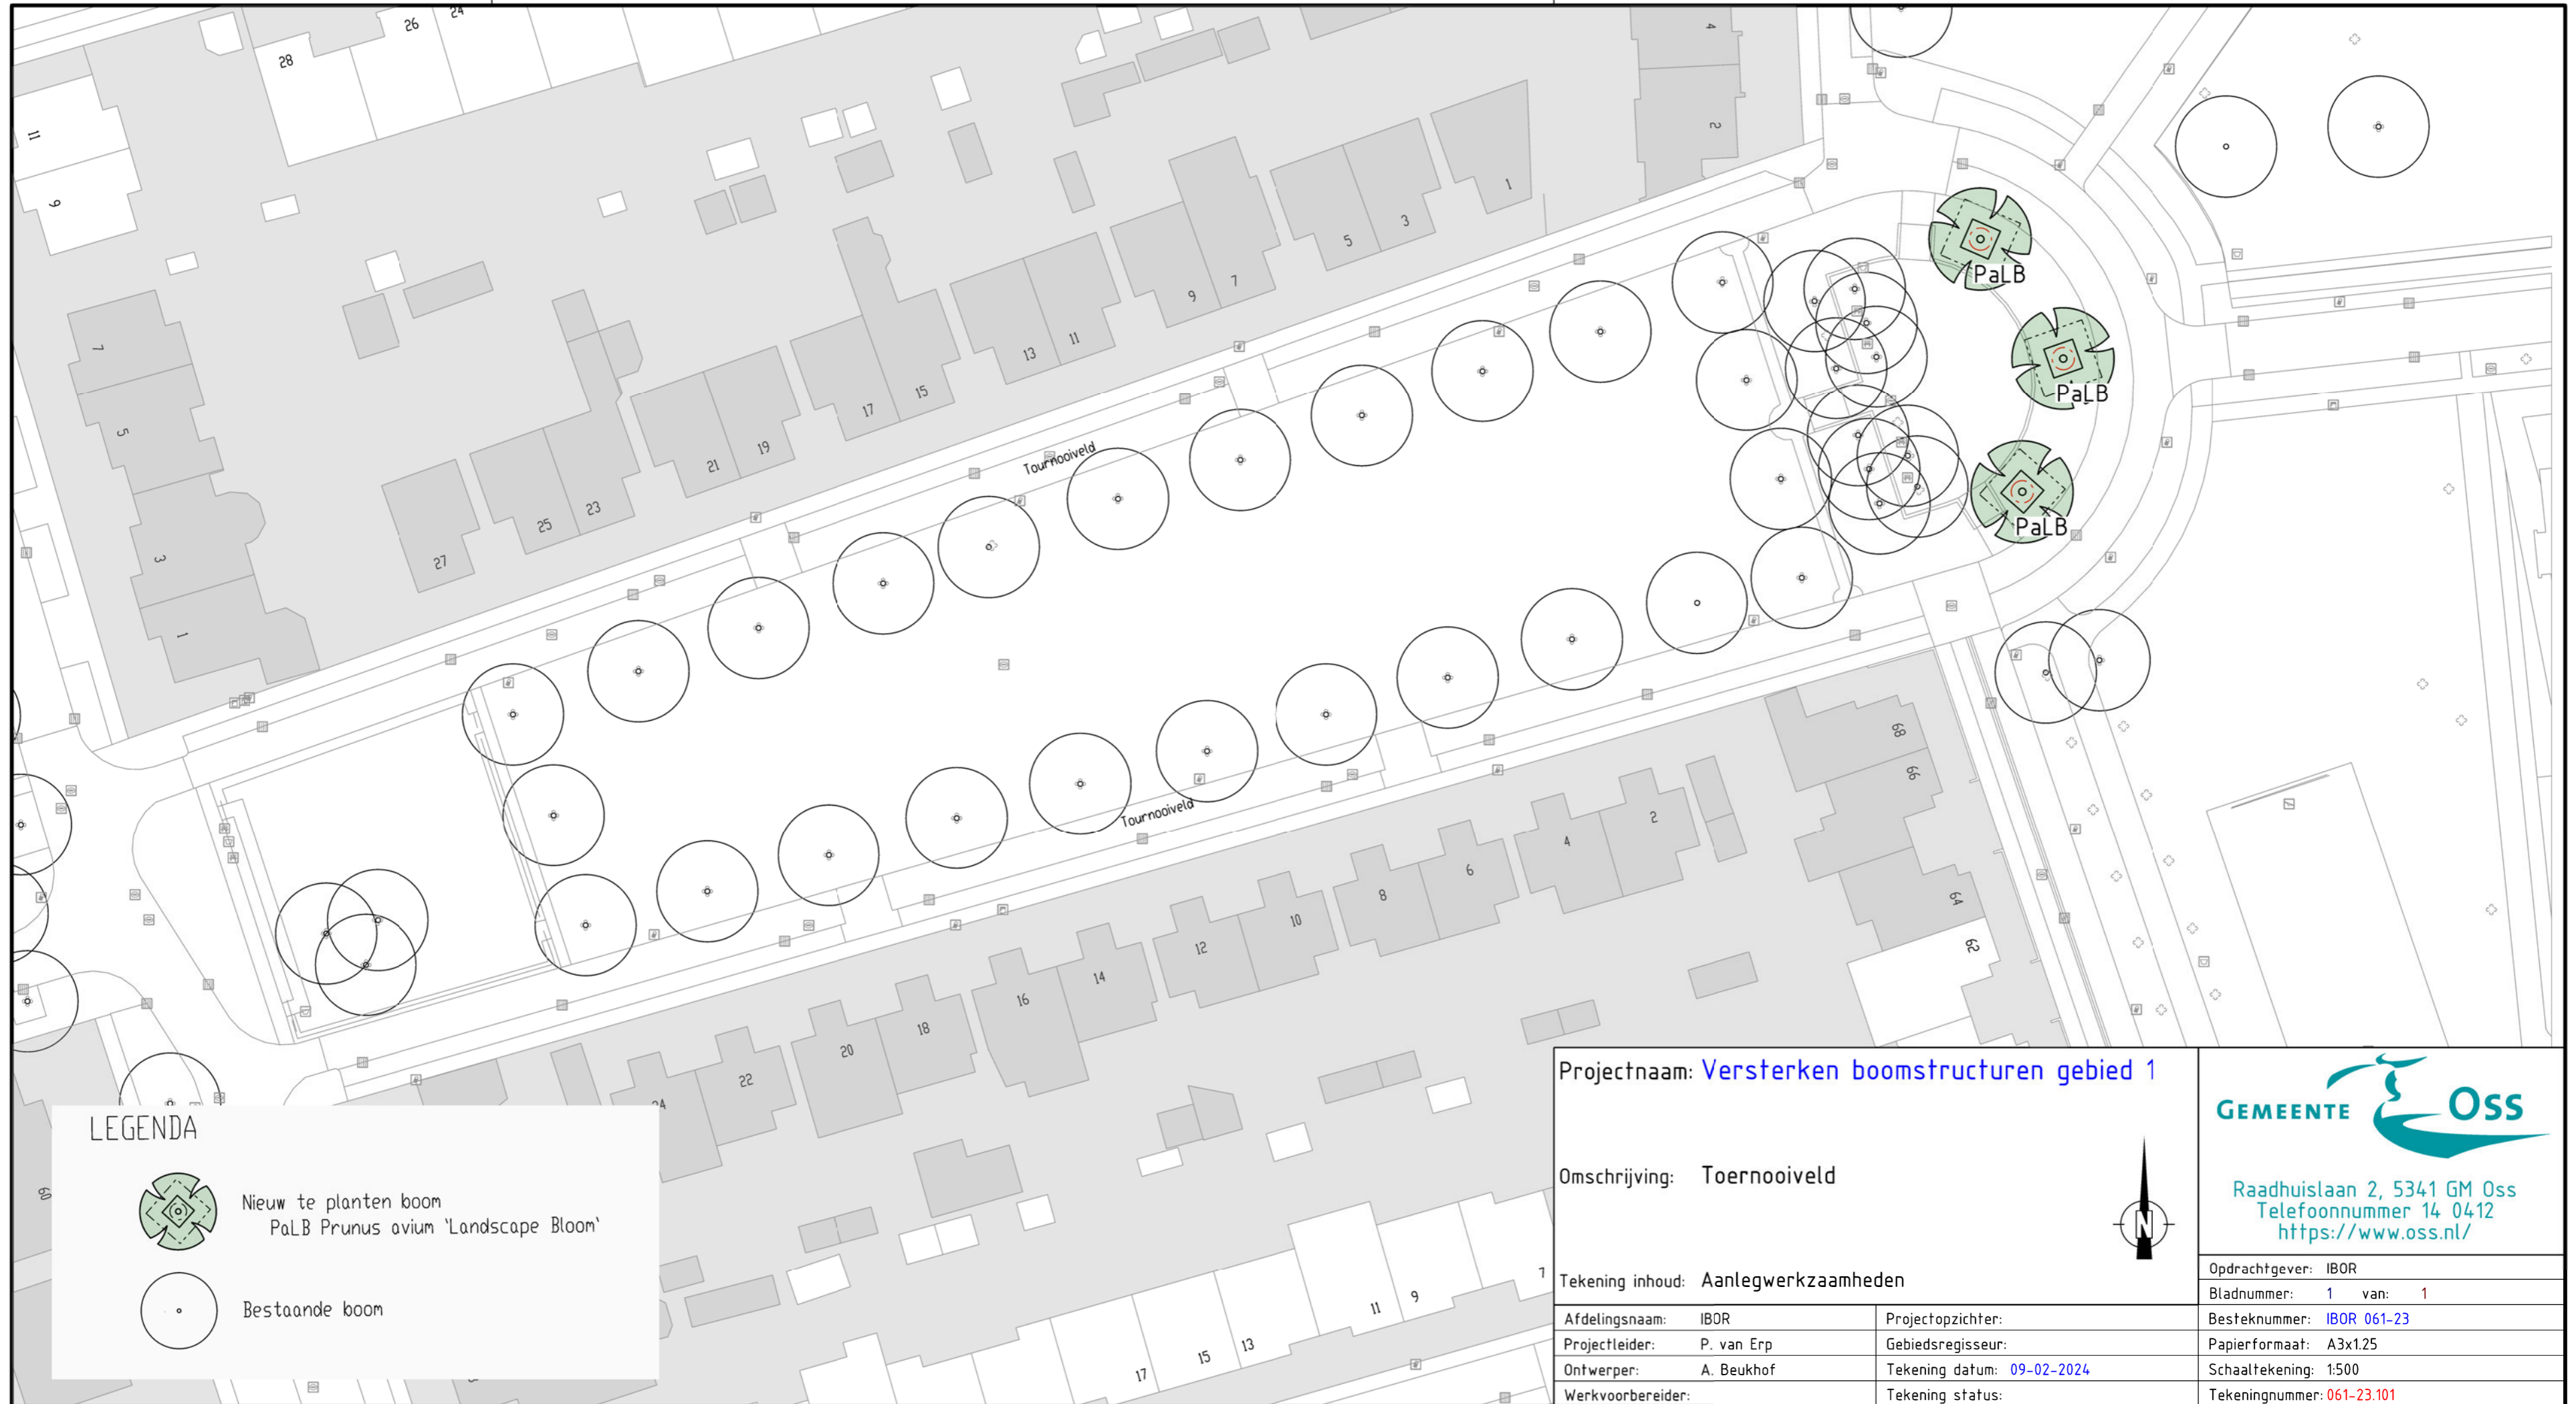 26
24
28
4
11
2
9
1
3
5
7
9
7
11
13
5
15
17
19
21
3
23
25
27
1
PaLB
PaLB
PaLB
Tournooiveld
Tournooiveld
68
66
64
62
2
4
6
8
10
12
14
16
18
20
22
24
60
7
9
11
13
15
17
LEGENDA
Nieuw te planten boom
PaLB Prunus avium 'Landscape Bloom'
Bestaande boom
Projectnaam: Versterken boomstructuren gebied 1
Omschrijving: Toernooiveld
Tekening inhoud: Aanlegwerkzaamheden
N
Afdelingsnaam: IBOR
Projectleider: P. van Erp
Ontwerper: A. Beukhof
Werkvoorbereider:
Projectopzichter:
Gebiedsregisseur:
Tekening datum: 09-02-2024
Tekening status:
GEMEENTE OSS
Raadhuislaan 2, 5341 GM Oss
Telefoonnummer 14 0412
https://www.oss.nl/
Opdrachtgever: IBOR
Bladnummer: 1 van: 1
Besteknummer: IBOR 061-23
Papierformaat: A3x1.25
Schaaltekening: 1:500
Tekeningnummer: 061-23.101